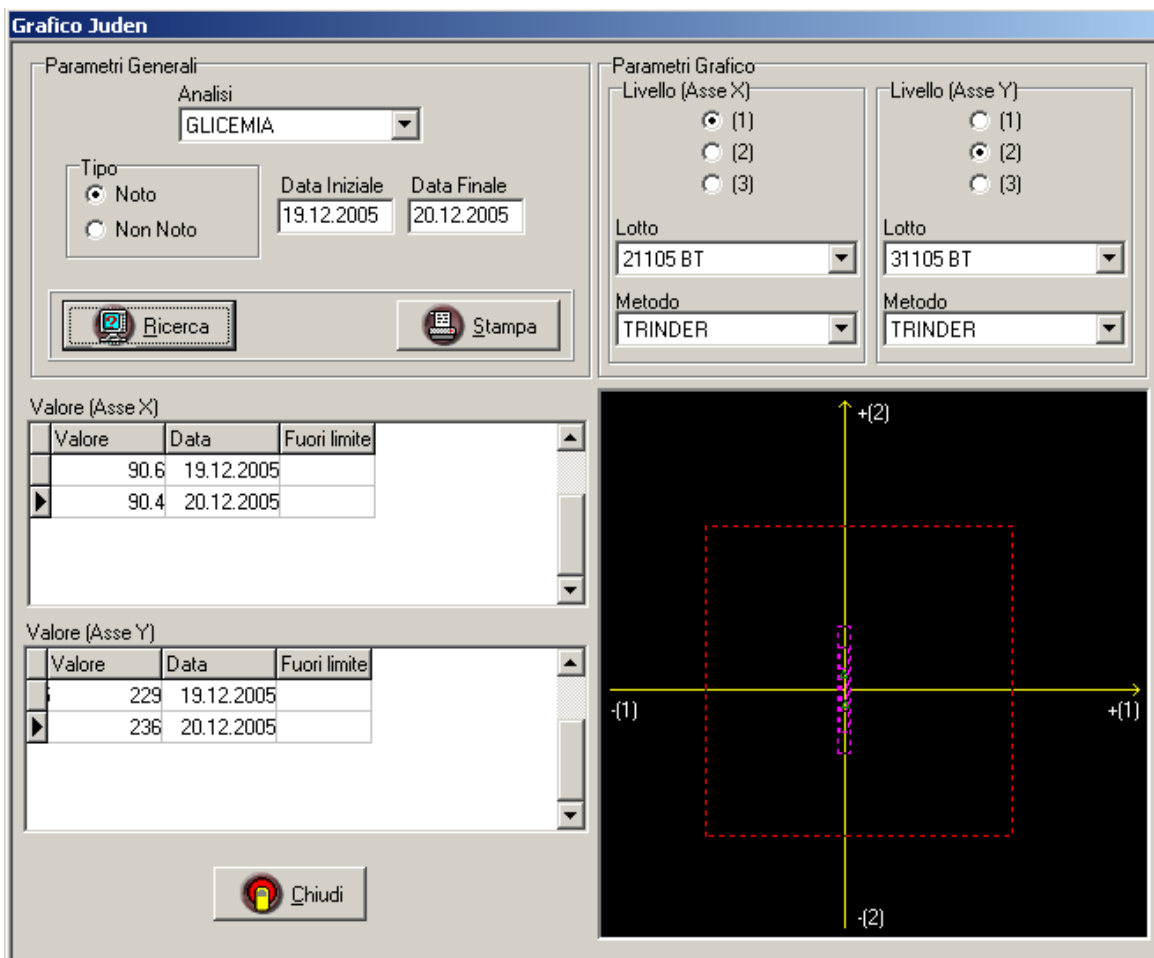 Grafico Juden
Parametri Generali
Analisi
GLICEMIA
Tipo
Noto
Non Noto
Data Iniziale
19.12.2005
Data Finale
20.12.2005
Ricerca
Stampa
Parametri Grafico
Livello (Asse X)
(1)
(2)
(3)
Lotto
21105 BT
Metodo
TRINDER
Livello (Asse Y)
(1)
(2)
(3)
Lotto
31105 BT
Metodo
TRINDER
Valore (Asse X)
Valore Data Fuori limite
90.6 19.12.2005
90.4 20.12.2005
Valore (Asse Y)
Valore Data Fuori limite
229 19.12.2005
236 20.12.2005
Chiudi
+(2)
-(1)
+(1)
-(2)